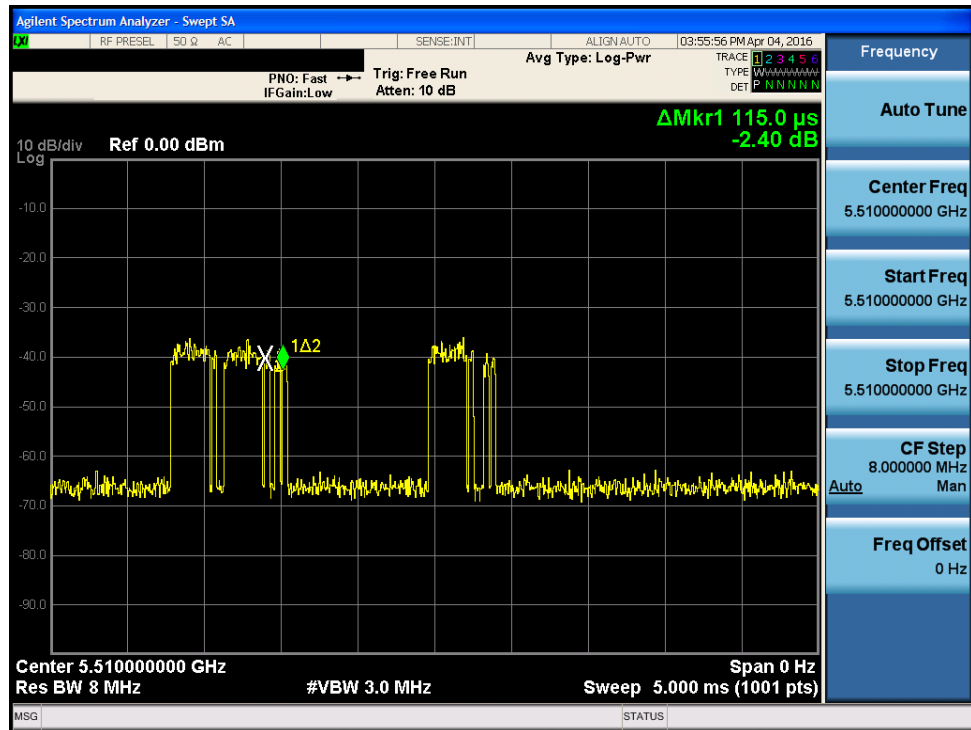 Agilent Spectrum Analyzer - Swept SA
LXI RF PRESEL 50 Ω AC SENSE:INT ALIGN AUTO 03:55:56 PM Apr 04, 2016
Frequency
Avg Type: Log-Pwr TRACE 1 2 3 4 5 6
PNO: Fast Trig: Free Run TYPE WWWWWW
IFGain:Low Atten: 10 dB DET P N N N N N
Auto Tune
ΔMkr1 115.0 µs
-2.40 dB
10 dB/div Ref 0.00 dBm
Log
Center Freq
5.510000000 GHz
-10.0
-20.0
Start Freq
5.510000000 GHz
-30.0
1Δ2
-40.0
Stop Freq
5.510000000 GHz
-50.0
-60.0
CF Step
8.000000 MHz
Auto Man
-70.0
Freq Offset
0 Hz
-80.0
-90.0
Center 5.510000000 GHz Span 0 Hz
Res BW 8 MHz #VBW 3.0 MHz Sweep 5.000 ms (1001 pts)
MSG STATUS